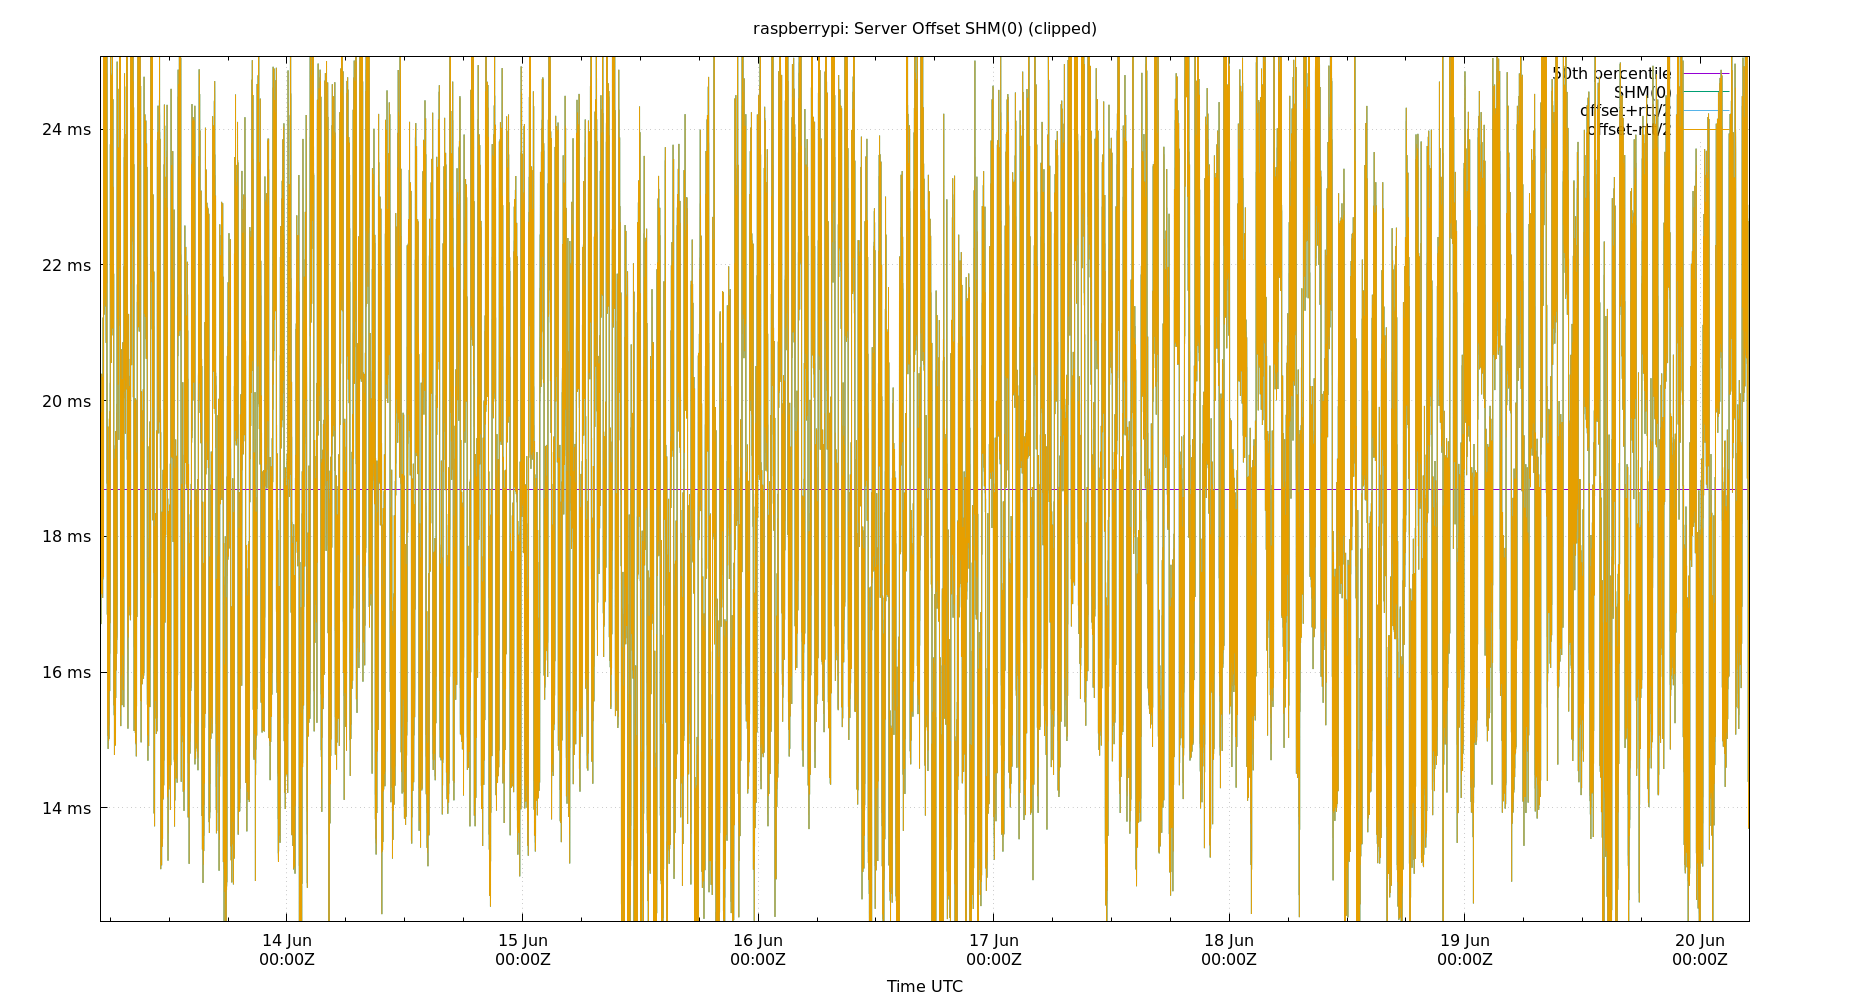 raspberrypi: Server Offset SHM(0) (clipped)
50th percentile
SHM(0)
offset+rtt/2
offset-rtt/2
24 ms
22 ms
20 ms
18 ms
16 ms
14 ms
14 Jun
00:00Z
15 Jun
00:00Z
16 Jun
00:00Z
17 Jun
00:00Z
18 Jun
00:00Z
19 Jun
00:00Z
20 Jun
00:00Z
Time UTC